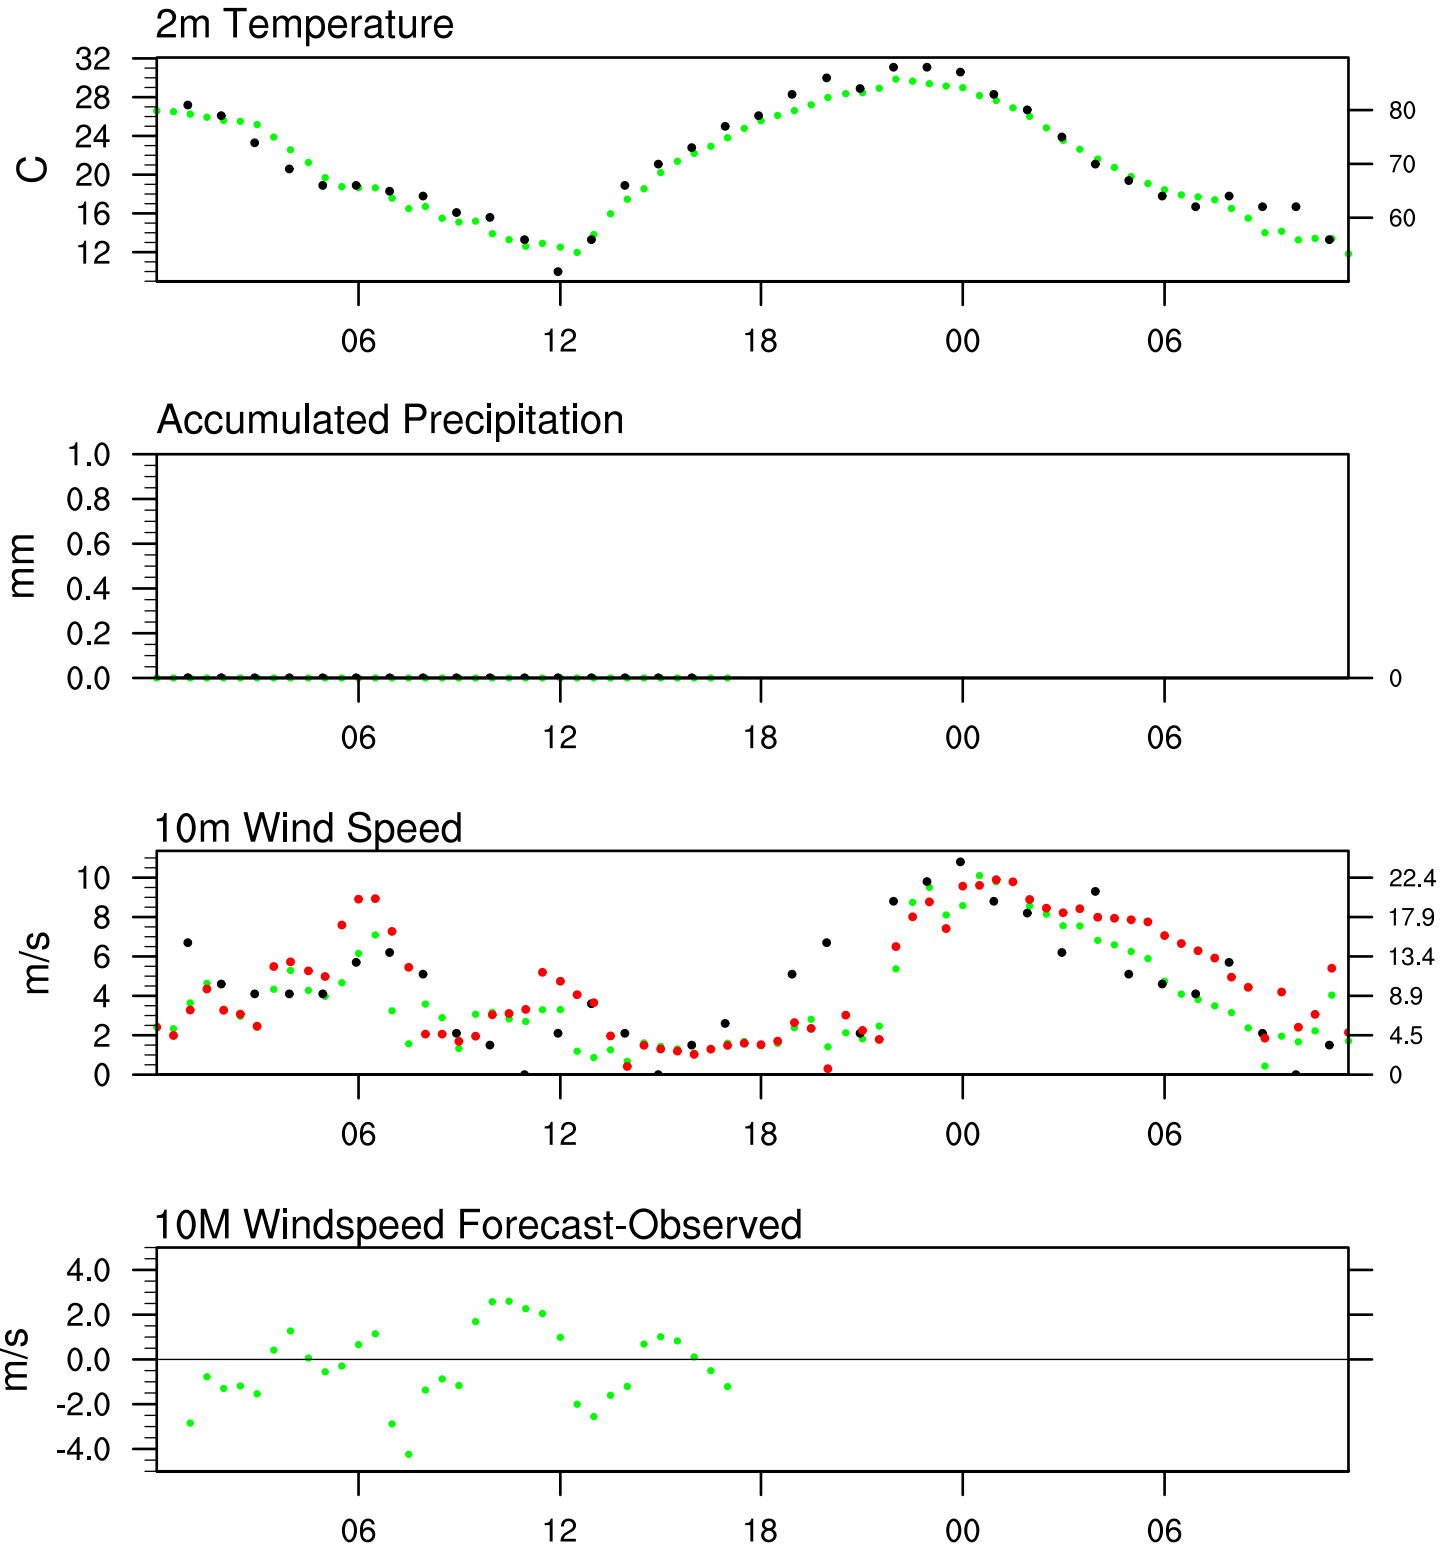 2m Temperature
32
28
24
20
16
12
C
80
70
60
06 12 18 00 06
Accumulated Precipitation
1.0
0.8
0.6
0.4
0.2
0.0
mm
0
06 12 18 00 06
10m Wind Speed
10
8
6
4
2
0
m/s
22.4
17.9
13.4
8.9
4.5
0
06 12 18 00 06
10M Windspeed Forecast-Observed
4.0
2.0
0.0
-2.0
-4.0
m/s
06 12 18 00 06